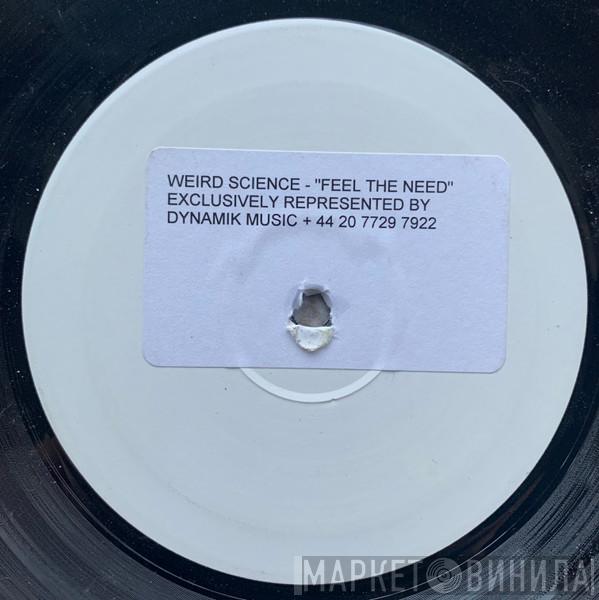 WEIRD SCIENCE - "FEEL THE NEED"
EXCLUSIVELY REPRESENTED BY
DYNAMIK MUSIC + 44 20 7729 7922
МАРКЕТ ВИНИЛА